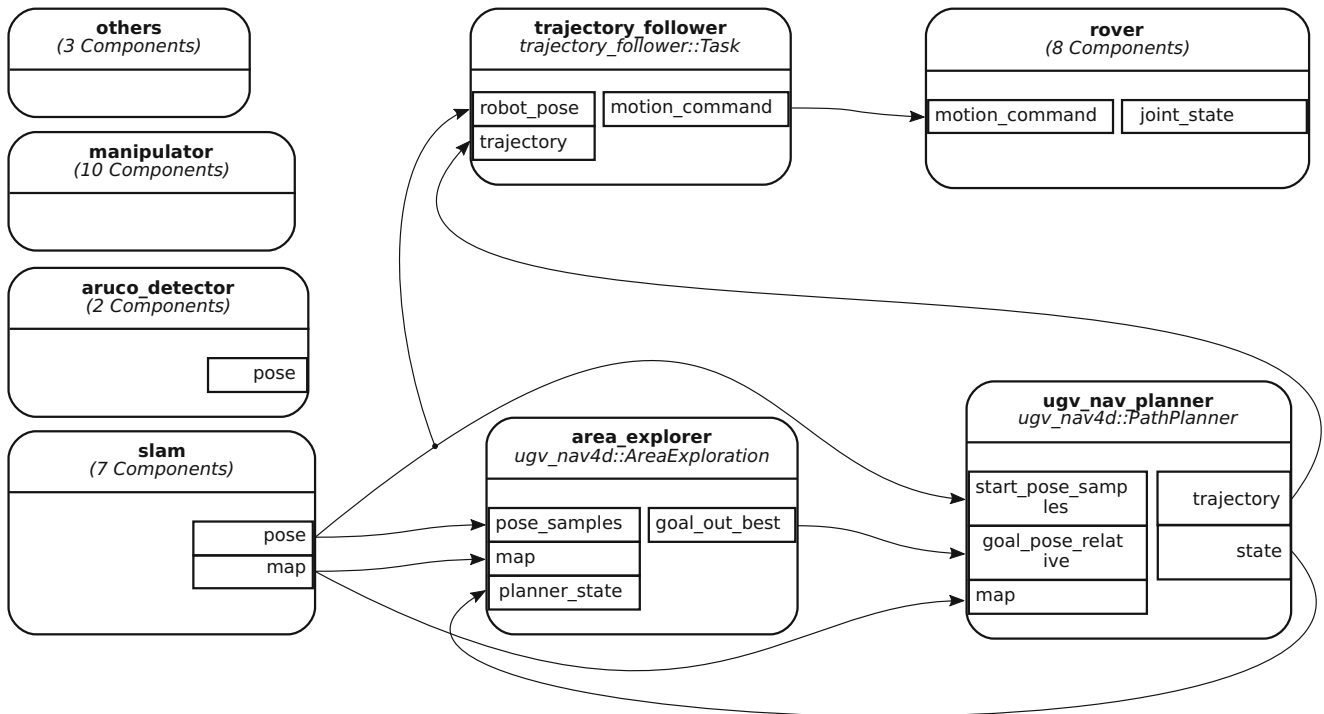 others
(3 Components)
manipulator
(10 Components)
aruco_detector
(2 Components)
pose
slam
(7 Components)
pose
map
trajectory_follower
trajectory_follower::Task
robot_pose
trajectory
motion_command
rover
(8 Components)
motion_command
joint_state
area_explorer
ugv_nav4d::AreaExploration
pose_samples
map
planner_state
goal_out_best
ugv_nav_planner
ugv_nav4d::PathPlanner
start_pose_samp
les
goal_pose_relat
ive
map
trajectory
state